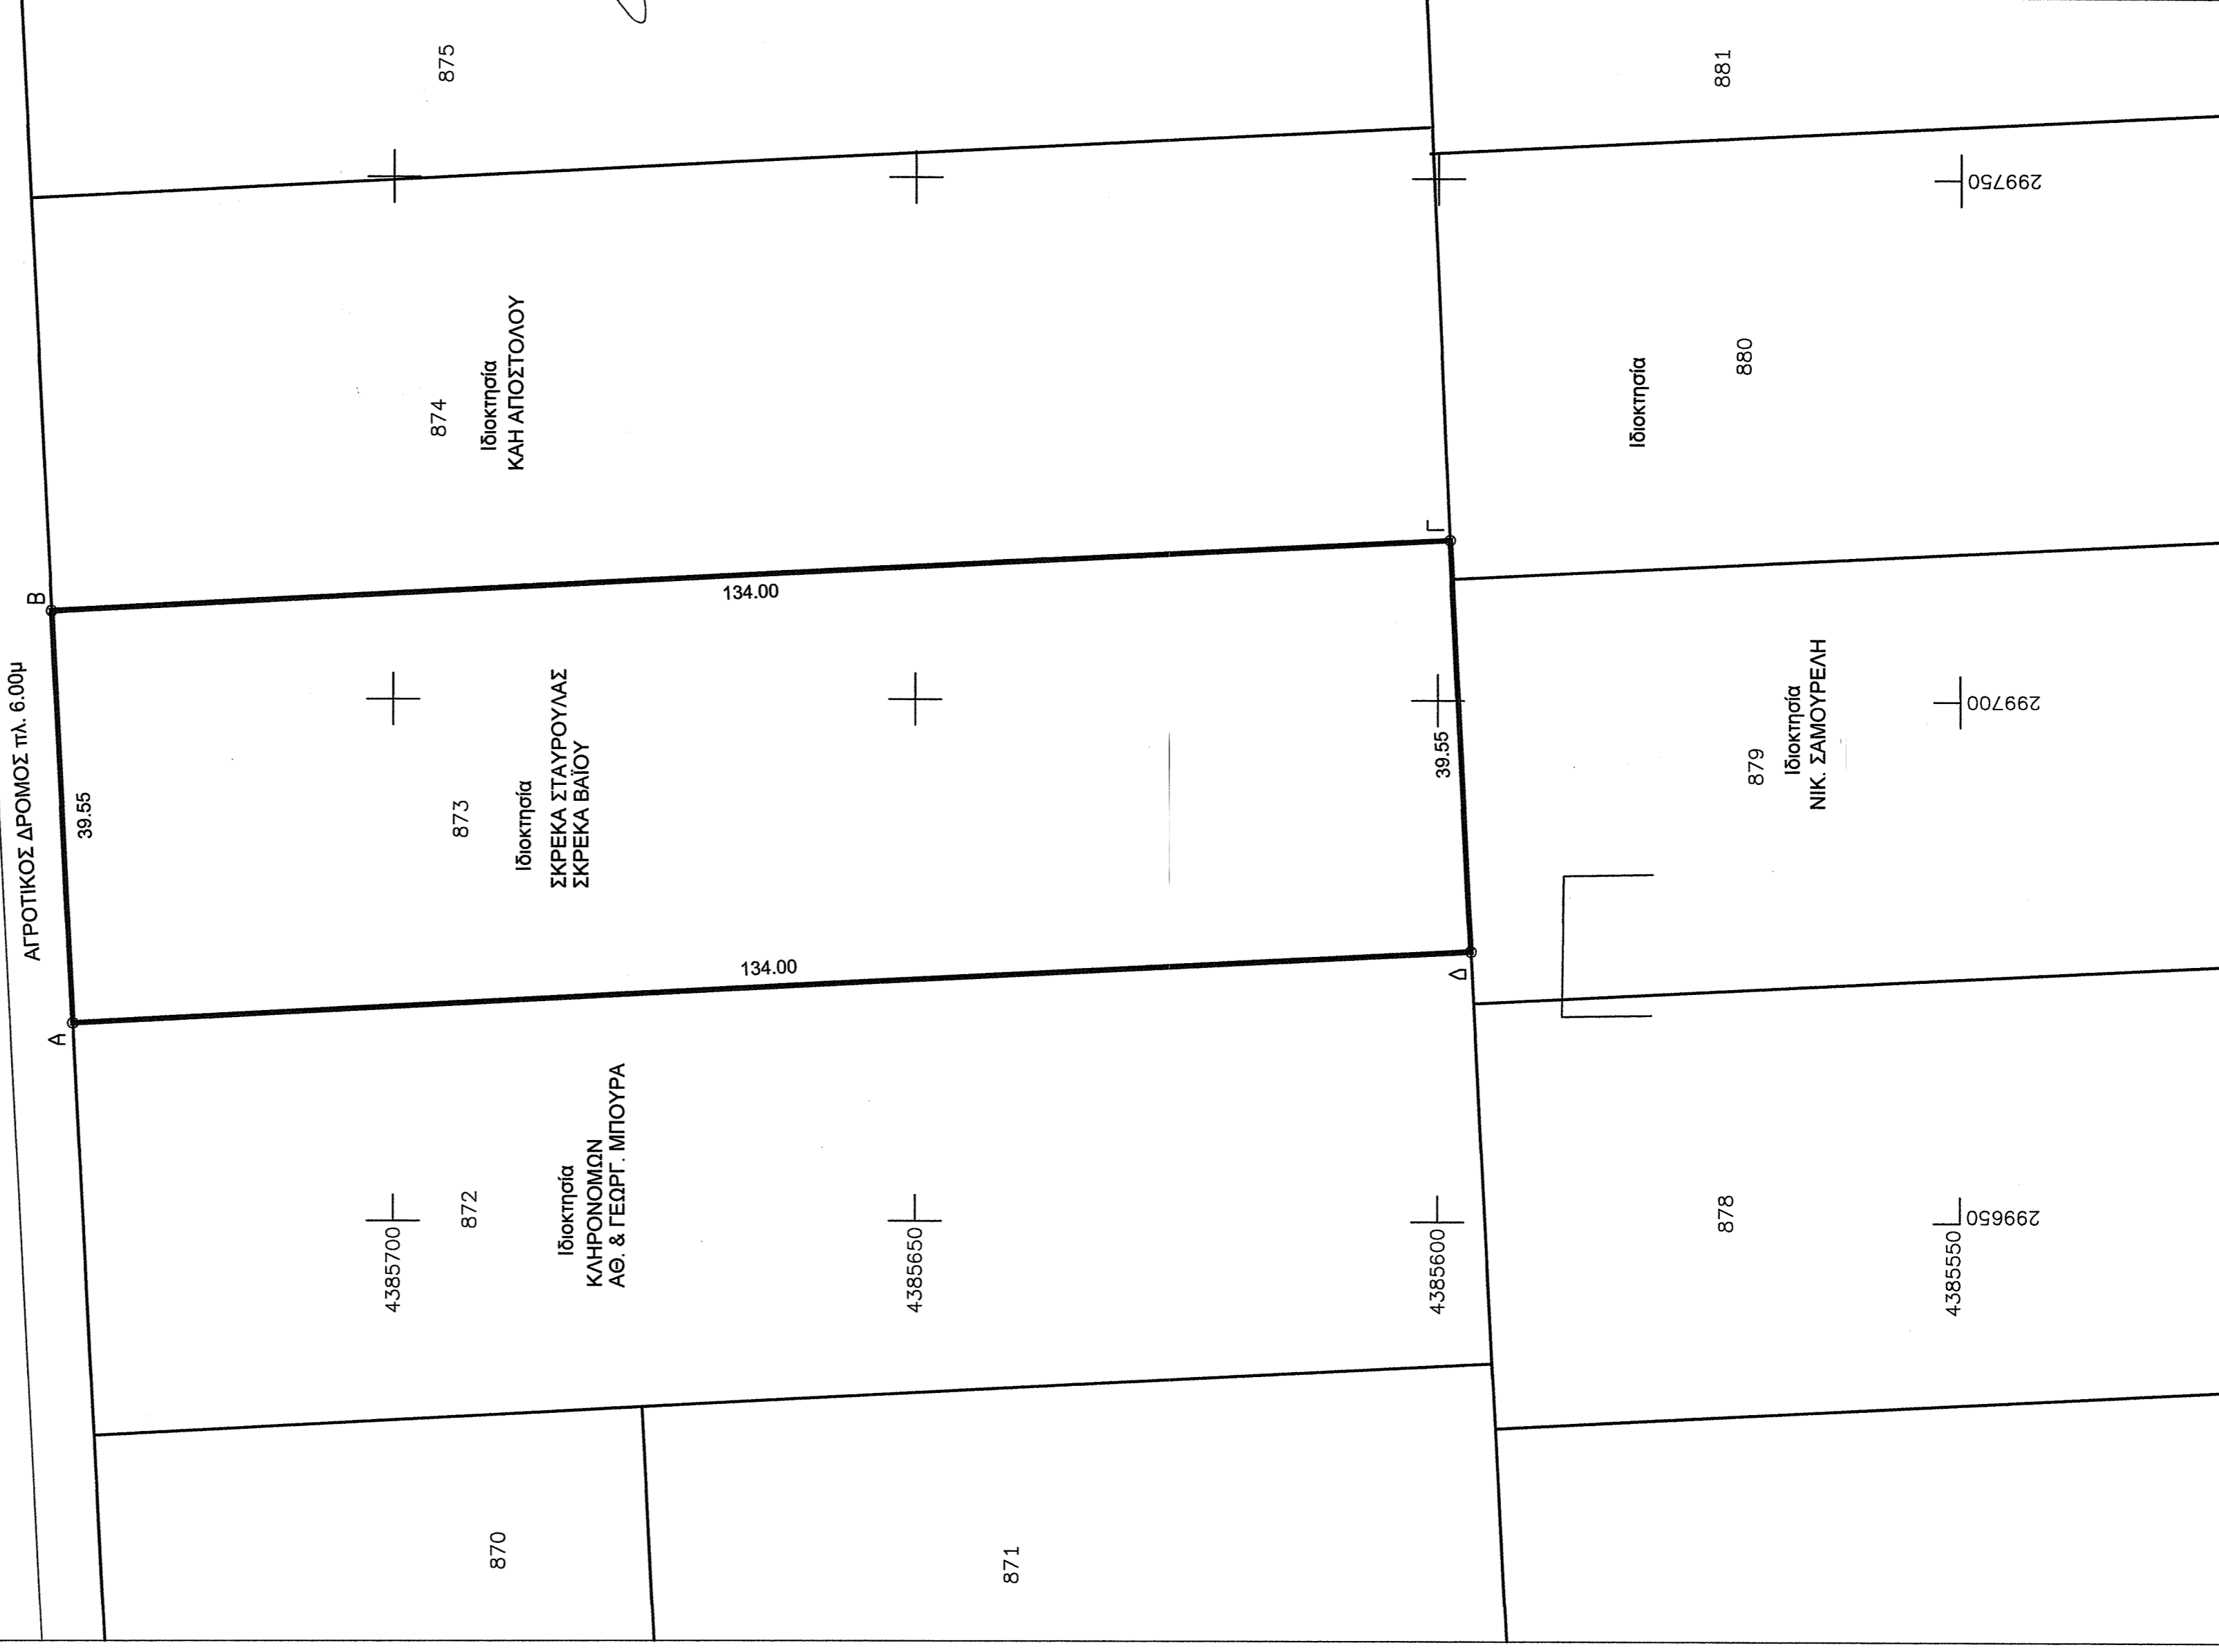 ΑΓΡΟΤΙΚΟΣ ΔΡΟΜΟΣ πλ. 6.00μ
Α
Β
39.55
870
871
872
Ιδιοκτησία
ΚΛΗΡΟΝΟΜΩΝ
ΑΘ. & ΓΕΩΡΓ. ΜΠΟΥΡΑ
873
Ιδιοκτησία
ΣΚΡΕΚΑ ΣΤΑΥΡΟΥΛΑΣ
ΣΚΡΕΚΑ ΒΑΪΟΥ
874
Ιδιοκτησία
ΚΑΗ ΑΠΟΣΤΟΛΟΥ
875
134.00
134.00
39.55
Δ
Γ
4385700
4385650
4385600
4385550
878
879
Ιδιοκτησία
ΝΙΚ. ΣΑΜΟΥΡΕΛΗ
Ιδιοκτησία
880
881
299650
299700
299750